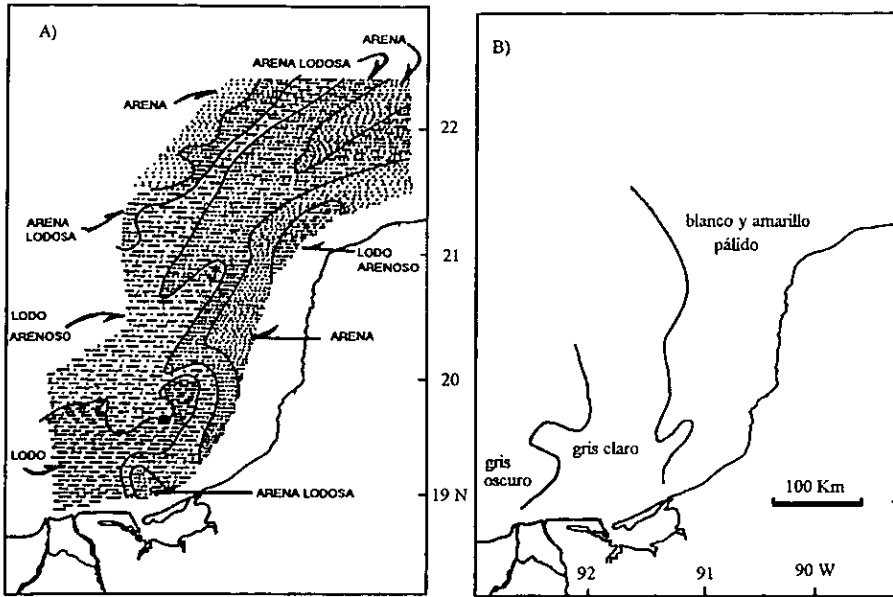 A)
ARENA
ARENA LODOSA
ARENA
ARENA
LODOSA
LODO
ARENOSO
LODO
ARENOSO
ARENA
LODO
ARENA LODOSA
22
21
20
19 N
B)
blanco y amarillo
pálido
gris claro
gris
oscuro
100 Km
92
91
90 W